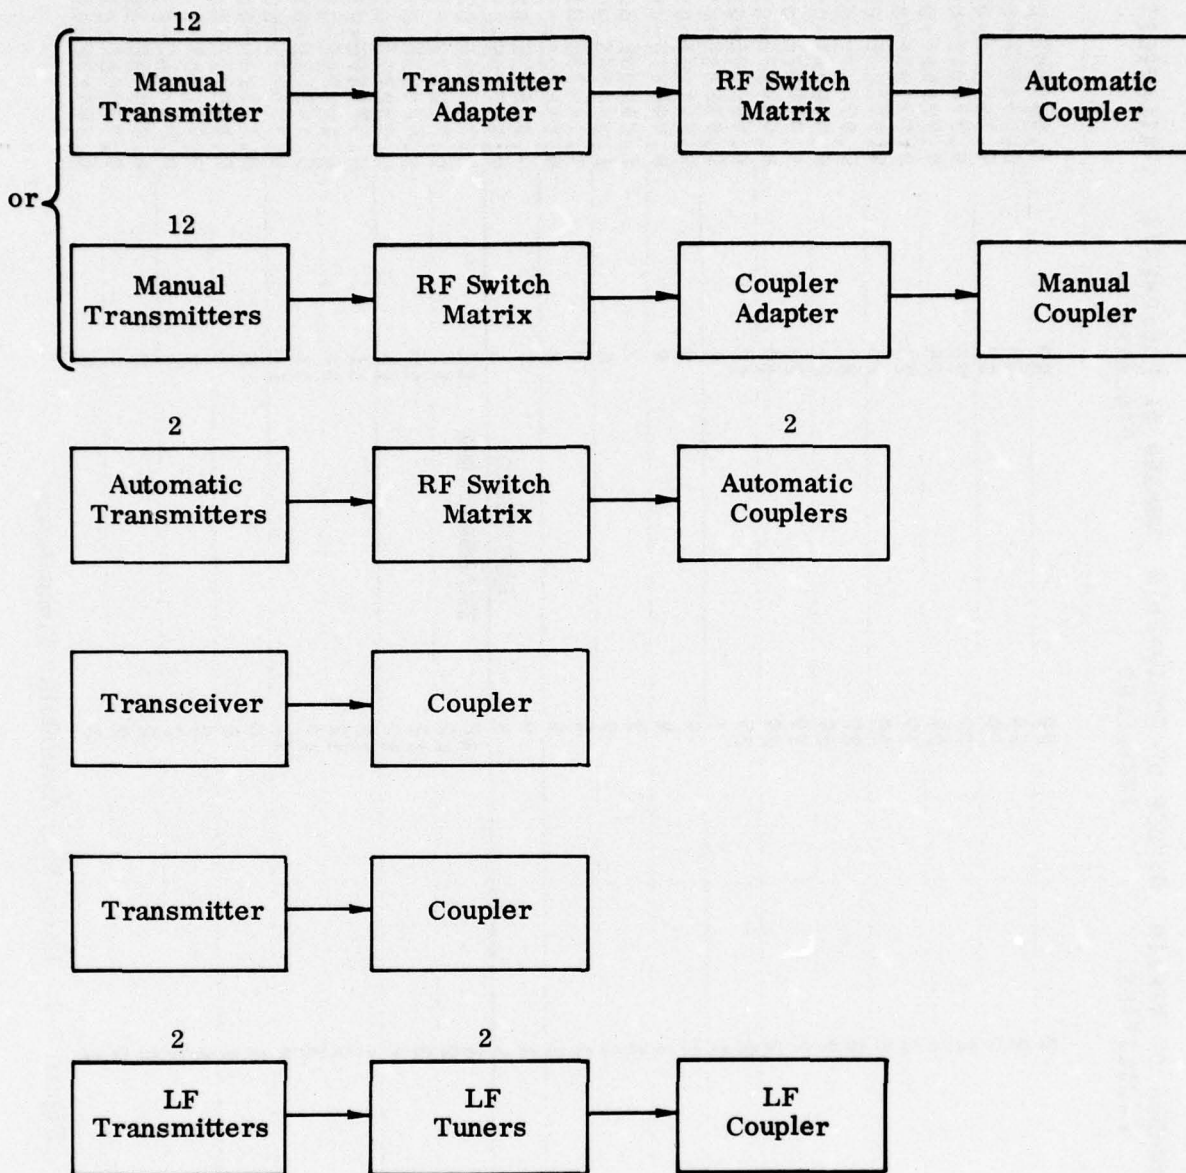 12
Manual
Transmitter
Transmitter
Adapter
RF Switch
Matrix
Automatic
Coupler
or
12
Manual
Transmitters
RF Switch
Matrix
Coupler
Adapter
Manual
Coupler
2
Automatic
Transmitters
RF Switch
Matrix
2
Automatic
Couplers
Transceiver
Coupler
Transmitter
Coupler
2
LF
Transmitters
2
LF
Tuners
LF
Coupler